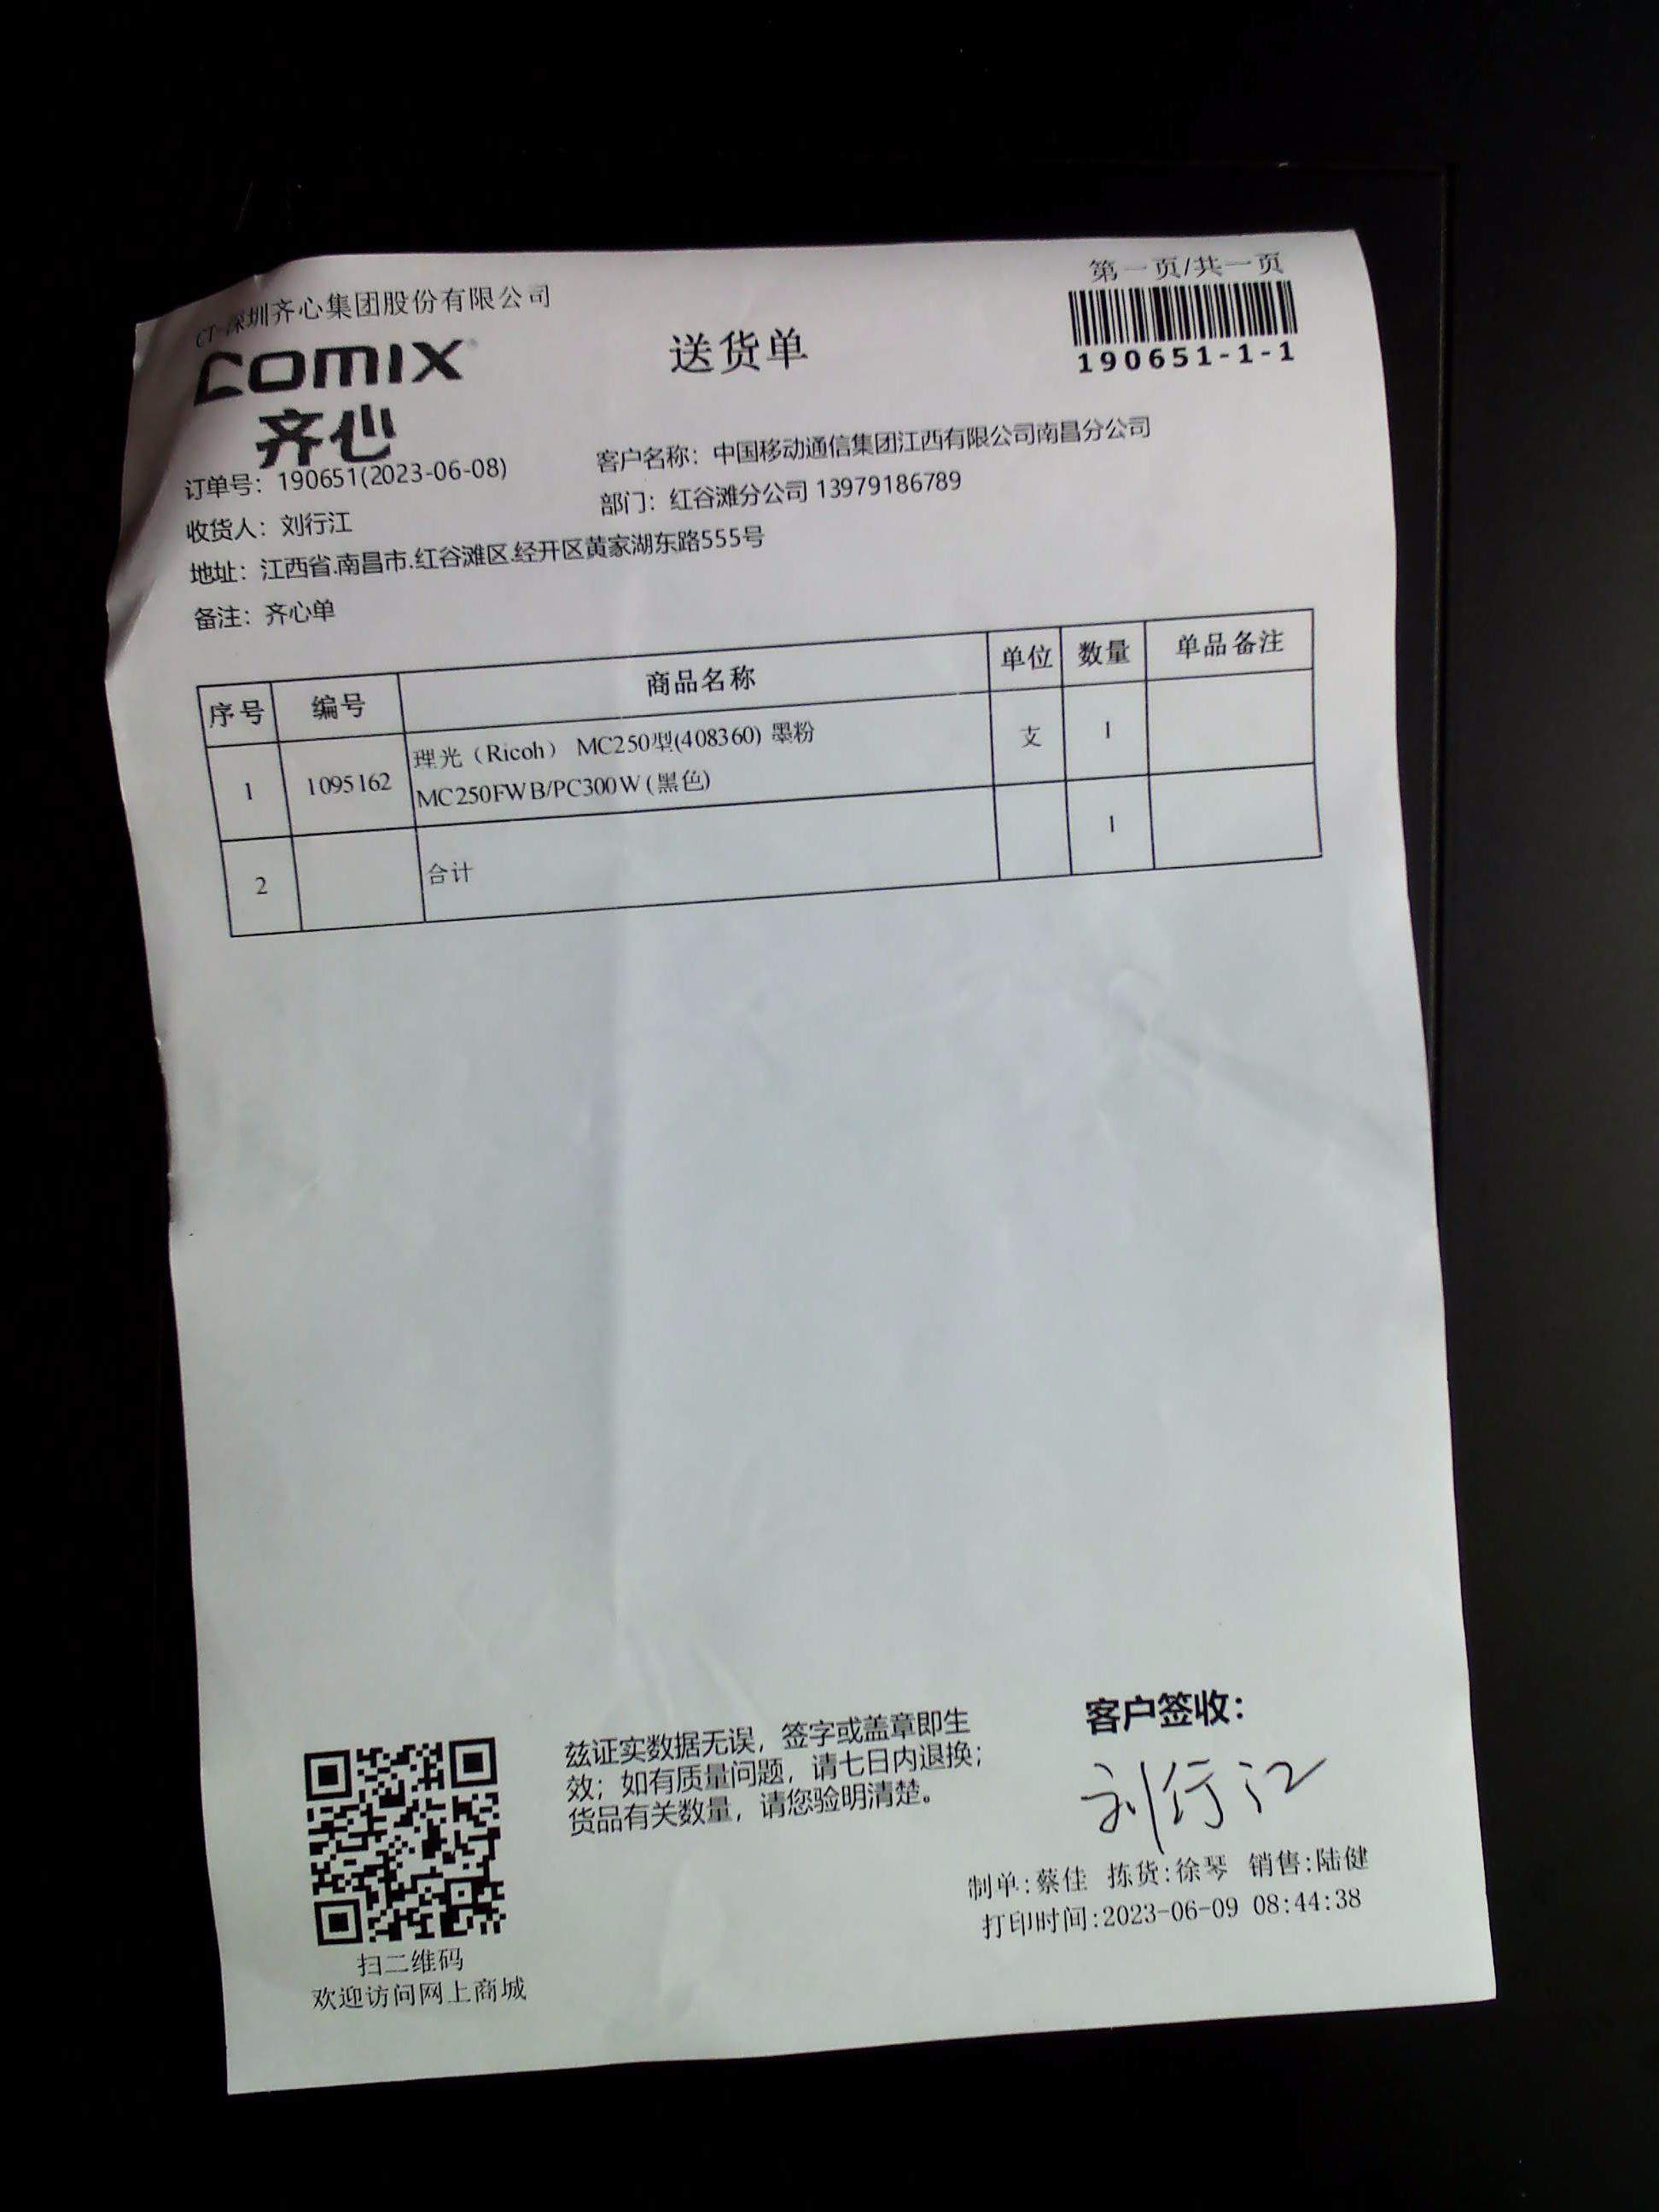 第一页/共一页
CT-深圳齐心集团股份有限公司
COMIX
齐心
送货单
190651-1-1
订单号：190651(2023-06-08)
客户名称：中国移动通信集团江西有限公司南昌分公司
收货人：刘行江
部门：红谷滩分公司 13979186789
地址：江西省.南昌市.红谷滩区.经开区黄家湖东路555号
备注：齐心单
序号 编号 商品名称 单位 数量 单品备注
1 1095162 理光（Ricoh） MC250型(408360) 墨粉 支 1
MC250FWB/PC300W(黑色)
2 合计 1
兹证实数据无误，签字或盖章即生
效；如有质量问题，请七日内退换；
货品有关数量，请您验明清楚。
客户签收：
刘行江
制单:蔡佳 拣货:徐琴 销售:陆健
打印时间:2023-06-09 08:44:38
扫二维码
欢迎访问网上商城